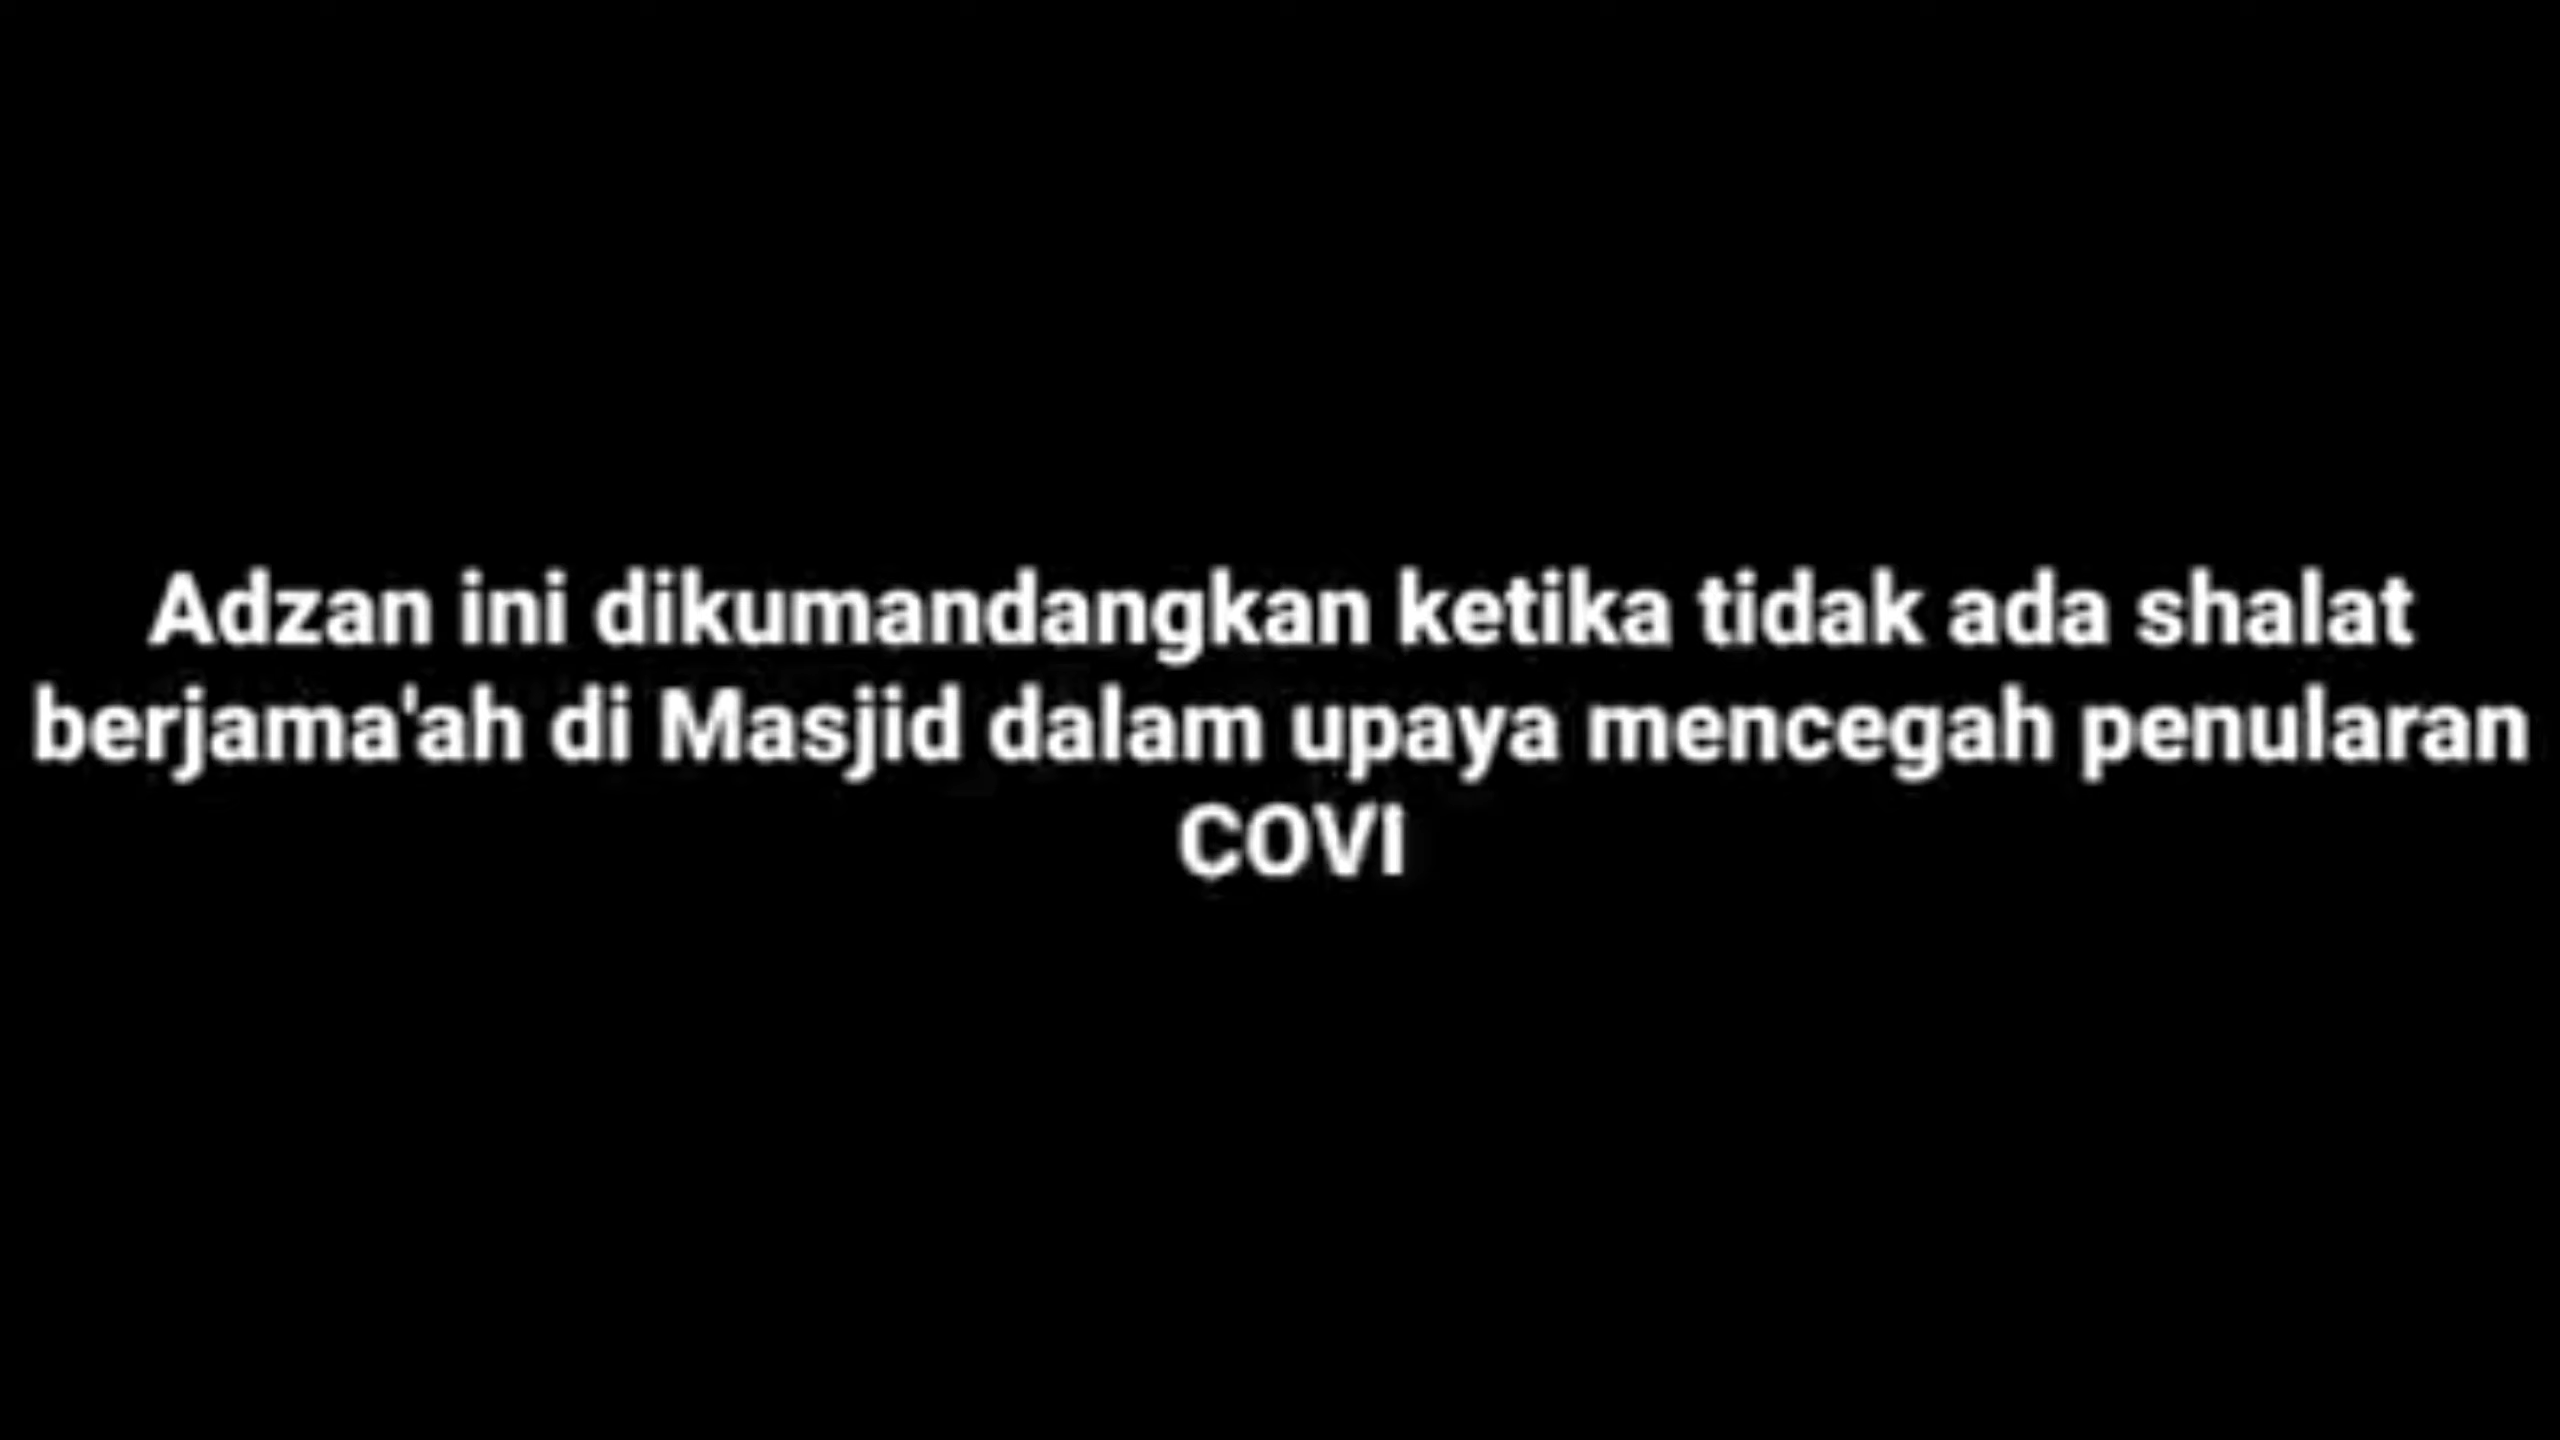 Adzan ini dikumandangkan ketika tidak ada shalat
berjama'ah di Masjid dalam upaya mencegah penularan
COVI